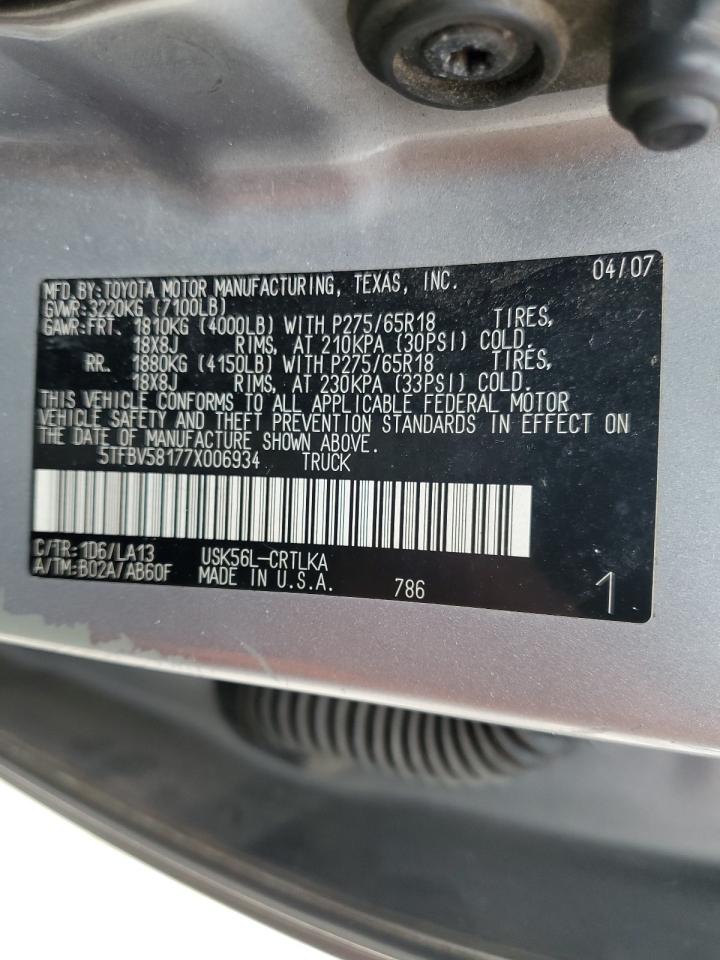 MFD. BY: TOYOTA MOTOR MANUFACTURING, TEXAS, INC. 04/07
GVWR: 3220KG (7100LB)
GAWR: FRT. 1810KG (4000LB) WITH P275/65R18 TIRES,
18X8J RIMS, AT 210KPA (30PSI) COLD.
RR. 1880KG (4150LB) WITH P275/65R18 TIRES,
18X8J RIMS, AT 230KPA (33PSI) COLD.
THIS VEHICLE CONFORMS TO ALL APPLICABLE FEDERAL MOTOR
VEHICLE SAFETY AND THEFT PREVENTION STANDARDS IN EFFECT ON
THE DATE OF MANUFACTURE SHOWN ABOVE.
5TFBV58177X006934 TRUCK
C/TR: 1D6/LA13 USK56L-CRTLKA
A/TM: B02A/AB60F MADE IN U.S.A. 786 1